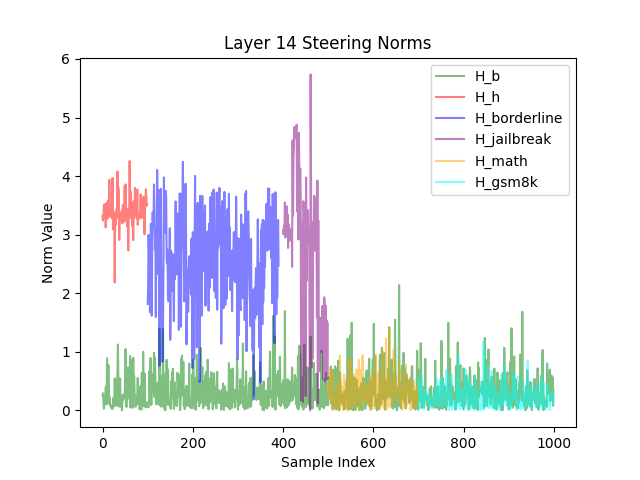 Layer 14 Steering Norms
6
5
4
3
2
1
0
Norm Value
H_b
H_h
H_borderline
H_jailbreak
H_math
H_gsm8k
0 200 400 600 800 1000
Sample Index